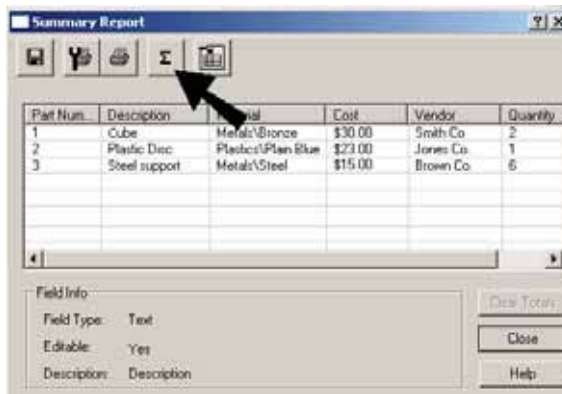 Summary Report
Σ
Part Num... Description Cost Vendor Quantity
1 Cube Metals\Bronze $30.00 Smith Co 2
2 Plastic Disc Plastics\Plain Blue $23.00 Jones Co. 1
3 Steel support Metals\Steel $15.00 Brown Co. 6
Field Info
Field Type: Text
Clear Totals
Editable: Yes
Close
Description: Description
Help